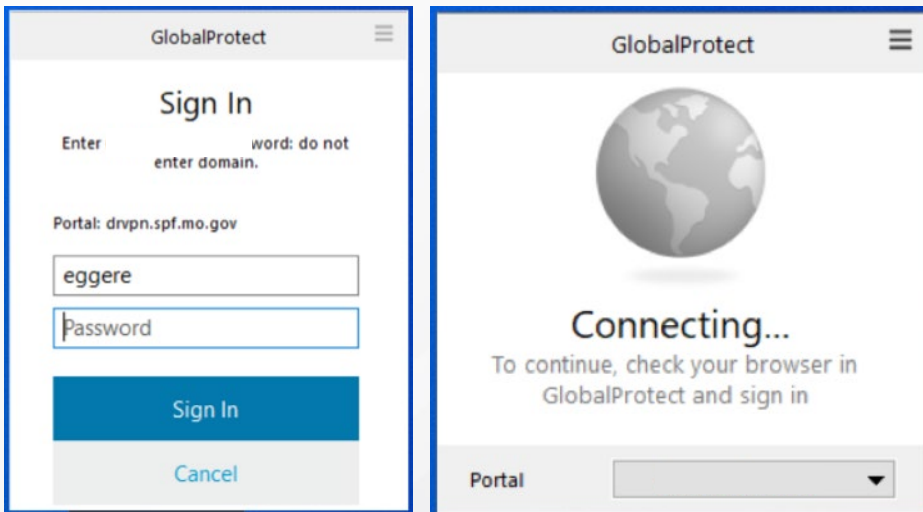 GlobalProtect
Sign In
Enter word: do not
enter domain.
Portal: drvpn.spf.mo.gov
eggere
Password
Sign In
Cancel
GlobalProtect
Connecting...
To continue, check your browser in
GlobalProtect and sign in
Portal